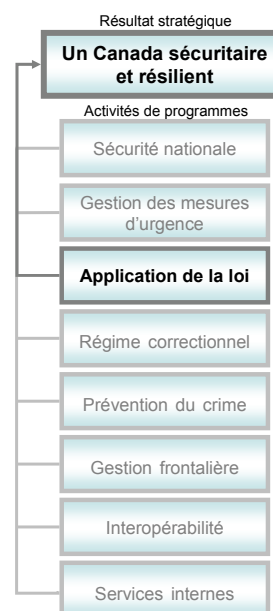 Résultat stratégique
Un Canada sécuritaire
et résilient
Activités de programmes
Sécurité nationale
Gestion des mesures
d'urgence
Application de la loi
Régime correctionnel
Prévention du crime
Gestion frontalière
Interopérabilité
Services internes